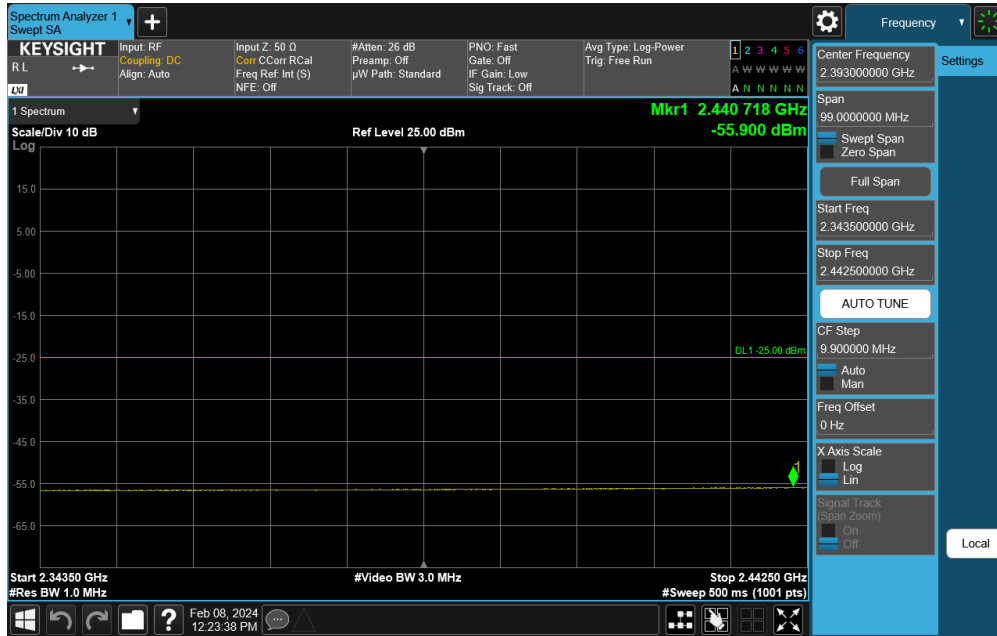 Spectrum Analyzer 1
Swept SA
Frequency
KEYSIGHT
R L
LXI
Input: RF
Coupling: DC
Align: Auto
Input Z: 50 Ω
Corr CCorr RCal
Freq Ref: Int (S)
NFE: Off
#Atten: 26 dB
Preamp: Off
µW Path: Standard
PNO: Fast
Gate: Off
IF Gain: Low
Sig Track: Off
Avg Type: Log-Power
Trig: Free Run
1 2 3 4 5 6
A W W W W W
A N N N N N
1 Spectrum
Scale/Div 10 dB
Log
Ref Level 25.00 dBm
Mkr1 2.440 718 GHz
-55.900 dBm
15.0
5.00
-5.00
-15.0
-25.0
-35.0
-45.0
-55.0
-65.0
DL1 -25.00 dBm
1
Start 2.34350 GHz
#Res BW 1.0 MHz
#Video BW 3.0 MHz
Stop 2.44250 GHz
#Sweep 500 ms (1001 pts)
Center Frequency
2.393000000 GHz
Span
99.0000000 MHz
Swept Span
Zero Span
Full Span
Start Freq
2.343500000 GHz
Stop Freq
2.442500000 GHz
AUTO TUNE
CF Step
9.900000 MHz
Auto
Man
Freq Offset
0 Hz
X Axis Scale
Log
Lin
Signal Track
(Span Zoom)
On
Off
Settings
Local
?
Feb 08, 2024
12:23:38 PM